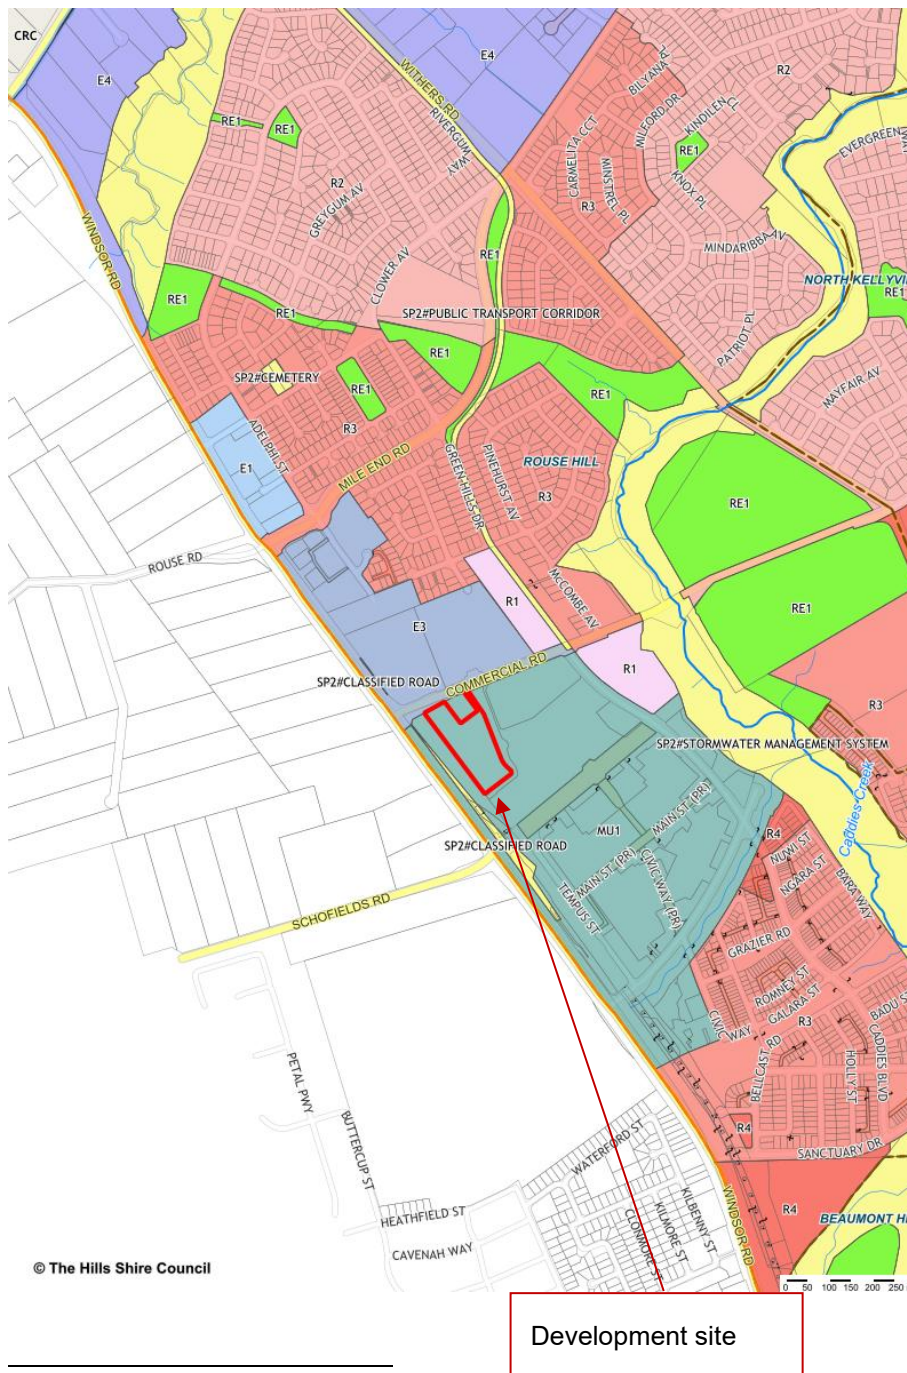 CRC
E4
E4
WITHERS RD
BILYANA PL
R2
RIVERGUM WAY
MILFORD DR
KINDILEN CL
EVERGREEN
RE1
RE1
RE1
CARMELITA CCT
MINSTREL PL
R3
KNOX PL
R2
GREYGUM AV
WINDSOR RD
MINDARIBBA AV
CLOVER AV
RE1
NORTH KELLYVI
RE1
RE1
RE1
SP2#PUBLIC TRANSPORT CORRIDOR
PATRIOT PL
RE1
SP2#CEMETERY
RE1
RE1
MAYFAIR AV
ADELPHI ST
R3
E1
MILE END RD
GREEN HILLS DR
PINEHURST AV
ROUSE HILL
R3
RE1
ROUSE RD
MCCOMBE AV
R1
RE1
E3
R1
SP2#CLASSIFIED ROAD
COMMERCIAL RD
R3
SP2#STORMWATER MANAGEMENT SYSTEM
Caddies Creek
MU1
MAIN ST (PR)
R4
NUWI ST
SP2#CLASSIFIED ROAD
MAIN ST (PR)
CIVIC WAY (PR)
NGARA ST
BARA WAY
TEMPUS ST
SCHOFIELDS RD
GRAZIER RD
ROMNEY ST
GALARA ST
R3
BADU S
CIVIC WAY
BELLCAST RD
HOLLY ST
CADDIES BLVD
PETAL PWY
BUTTERCUP ST
R4
WATERFORD ST
SANCTUARY DR
KILBENNY ST
KILMORE ST
CLONMORE ST
WINDSOR RD
HEATHFIELD ST
R4
BEAUMONT HI
CAVENAH WAY
© The Hills Shire Council
0 50 100 150 200 250
Development site